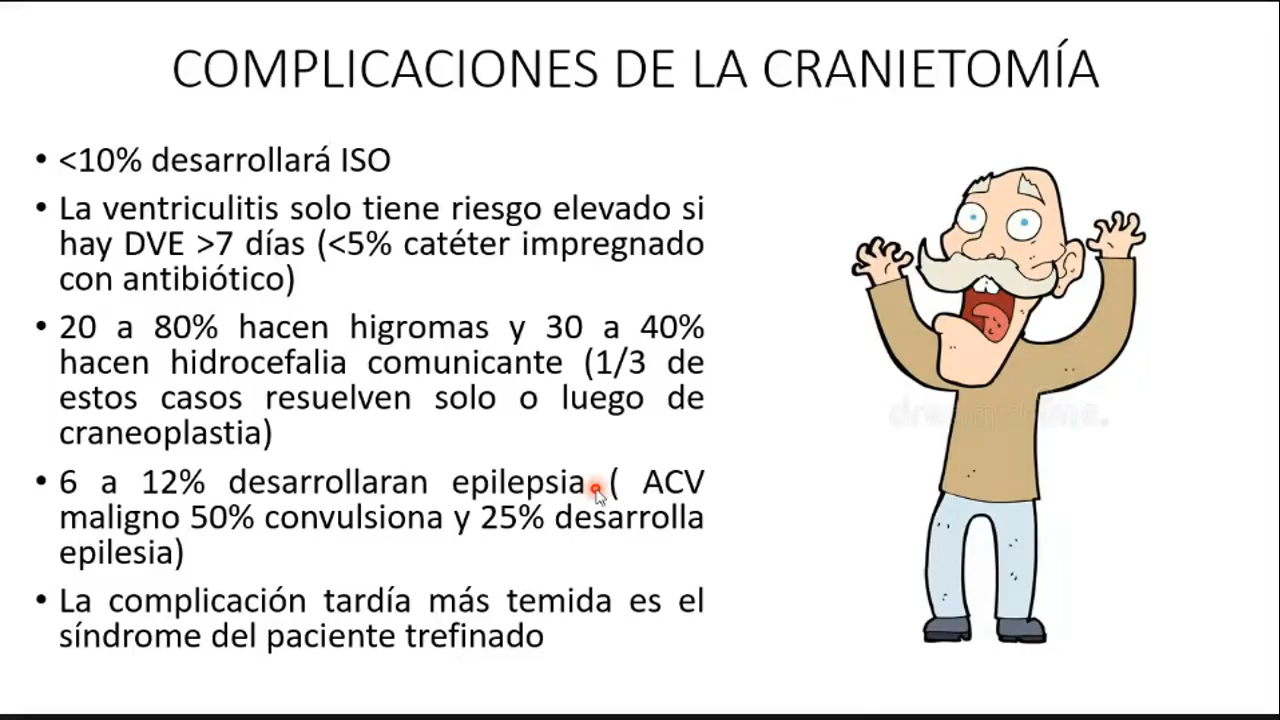 COMPLICACIONES DE LA CRANIETOMÍA
• <10% desarrollará ISO
• La ventriculitis solo tiene riesgo elevado si
hay DVE >7 días (<5% catéter impregnado
con antibiótico)
• 20 a 80% hacen higromas y 30 a 40%
hacen hidrocefalia comunicante (1/3 de
estos casos resuelven solo o luego de
craneoplastia)
• 6 a 12% desarrollaran epilepsia ( ACV
maligno 50% convulsiona y 25% desarrolla
epilesia)
• La complicación tardía más temida es el
síndrome del paciente trefinado